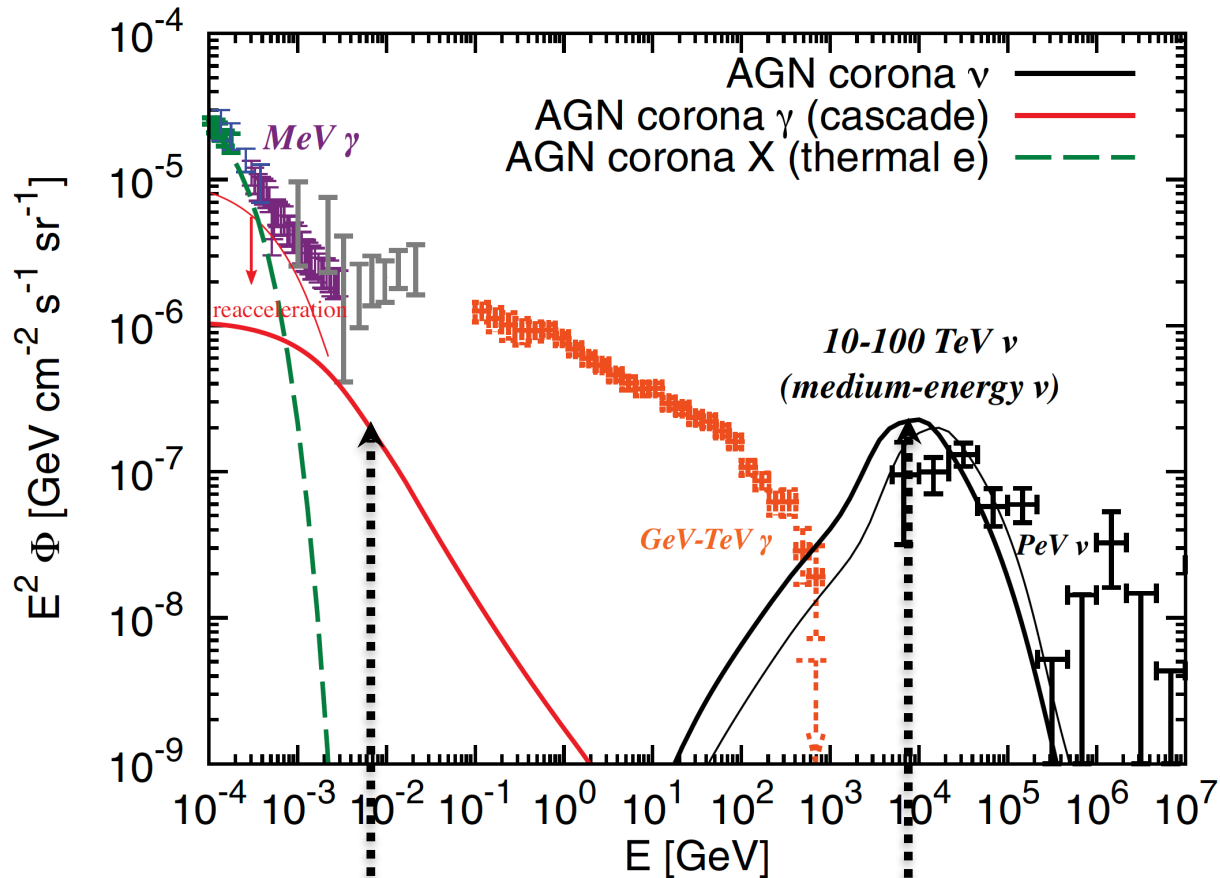 10⁻⁴
10⁻⁵
10⁻⁶
10⁻⁷
10⁻⁸
10⁻⁹
E² Φ [GeV cm⁻² s⁻¹ sr⁻¹]
AGN corona ν
AGN corona γ (cascade)
AGN corona X (thermal e)
MeV γ
reacceleration
10-100 TeV ν
(medium-energy ν)
GeV-TeV γ
PeV ν
10⁻⁴ 10⁻³ 10⁻² 10⁻¹ 10⁰ 10¹ 10² 10³ 10⁴ 10⁵ 10⁶ 10⁷
E [GeV]